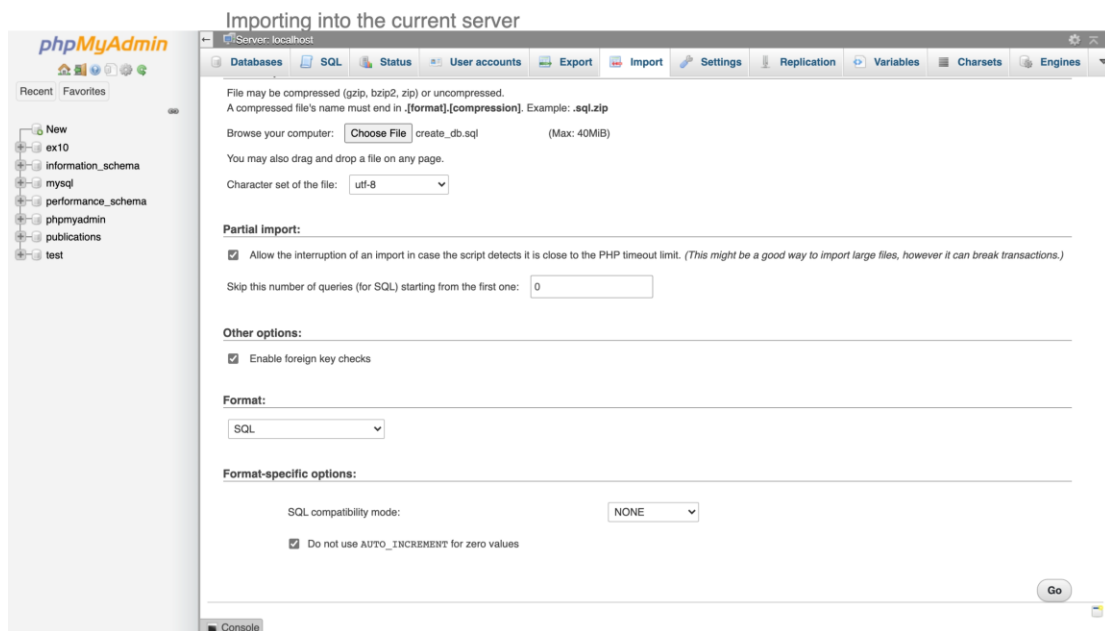 Importing into the current server
phpMyAdmin
Recent Favorites
New
ex10
information_schema
mysql
performance_schema
phpmyadmin
publications
test
Server: localhost
Databases SQL Status User accounts Export Import Settings Replication Variables Charsets Engines
File may be compressed (gzip, bzip2, zip) or uncompressed.
A compressed file's name must end in .[format].[compression]. Example: .sql.zip
Browse your computer: Choose File create_db.sql (Max: 40MiB)
You may also drag and drop a file on any page.
Character set of the file: utf-8
Partial import:
Allow the interruption of an import in case the script detects it is close to the PHP timeout limit. (This might be a good way to import large files, however it can break transactions.)
Skip this number of queries (for SQL) starting from the first one: 0
Other options:
Enable foreign key checks
Format:
SQL
Format-specific options:
SQL compatibility mode: NONE
Do not use AUTO_INCREMENT for zero values
Go
Console